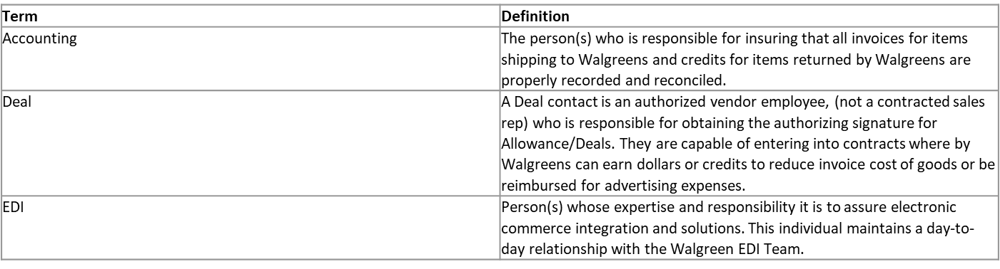 Term
Definition
Accounting
The person(s) who is responsible for insuring that all invoices for items
shipping to Walgreens and credits for items returned by Walgreens are
properly recorded and reconciled.
Deal
A Deal contact is an authorized vendor employee, (not a contracted sales
rep) who is responsible for obtaining the authorizing signature for
Allowance/Deals. They are capable of entering into contracts where by
Walgreens can earn dollars or credits to reduce invoice cost of goods or be
reimbursed for advertising expenses.
EDI
Person(s) whose expertise and responsibility it is to assure electronic
commerce integration and solutions. This individual maintains a day-to-
day relationship with the Walgreen EDI Team.